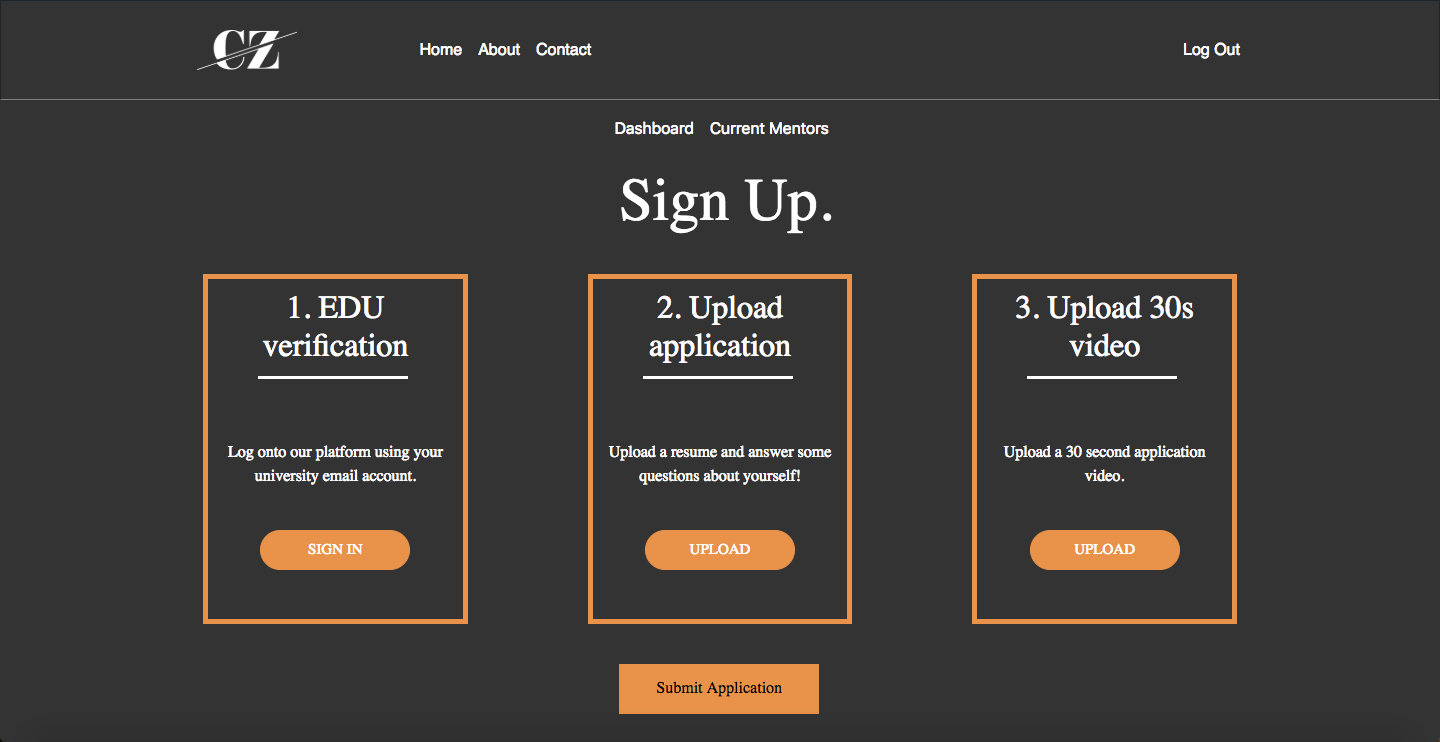 CZ
Home About Contact Log Out
Dashboard Current Mentors
Sign Up.
1. EDU
verification
Log onto our platform using your
university email account.
SIGN IN
2. Upload
application
Upload a resume and answer some
questions about yourself!
UPLOAD
3. Upload 30s
video
Upload a 30 second application
video.
UPLOAD
Submit Application